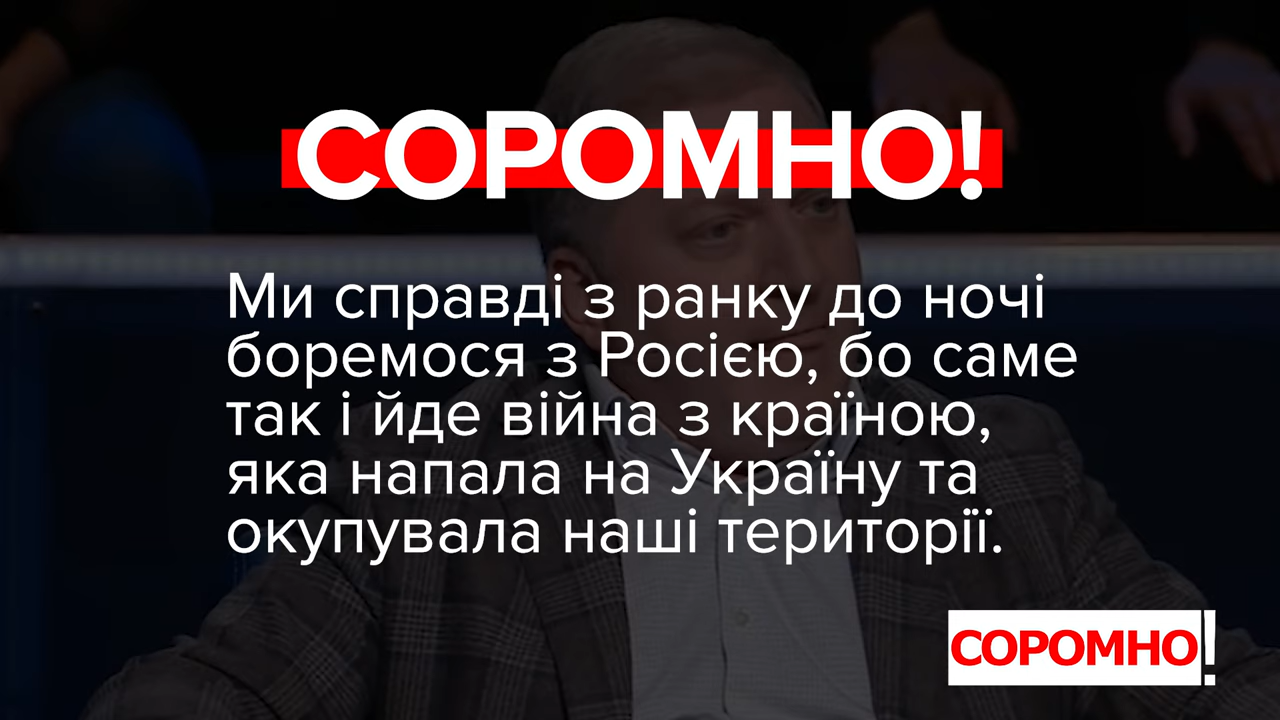 СОРОМНО!
Ми справді з ранку до ночі
боремося з Росією, бо саме
так і йде війна з країною,
яка напала на Україну та
окупувала наші території.
СОРОМНО!